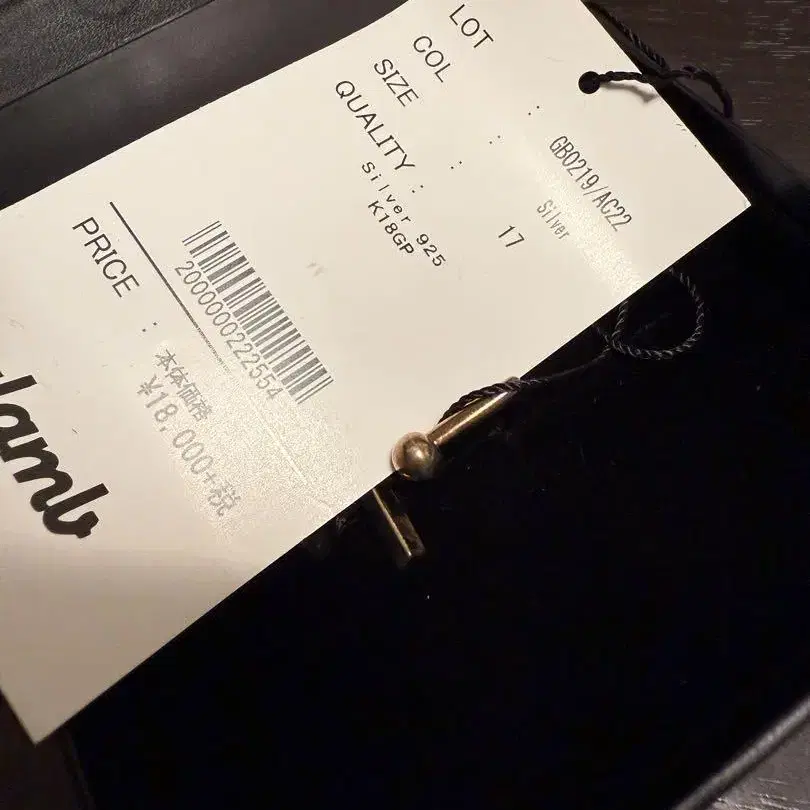 LOT : GB0219/AC22
COL : Silver
SIZE : 17
QUALITY :
Silver 925
K18GP
2000000222554
PRICE :
本体価格
¥18,000+税
lamb